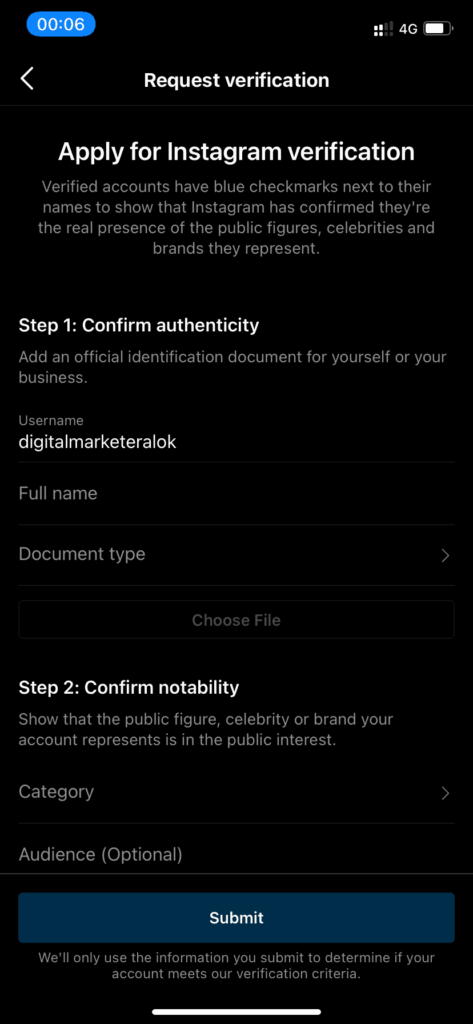 00:06
4G
Request verification
Apply for Instagram verification
Verified accounts have blue checkmarks next to their
names to show that Instagram has confirmed they're
the real presence of the public figures, celebrities and
brands they represent.
Step 1: Confirm authenticity
Add an official identification document for yourself or your
business.
Username
digitalmarketeralok
Full name
Document type
Choose File
Step 2: Confirm notability
Show that the public figure, celebrity or brand your
account represents is in the public interest.
Category
Audience (Optional)
Submit
We'll only use the information you submit to determine if your
account meets our verification criteria.